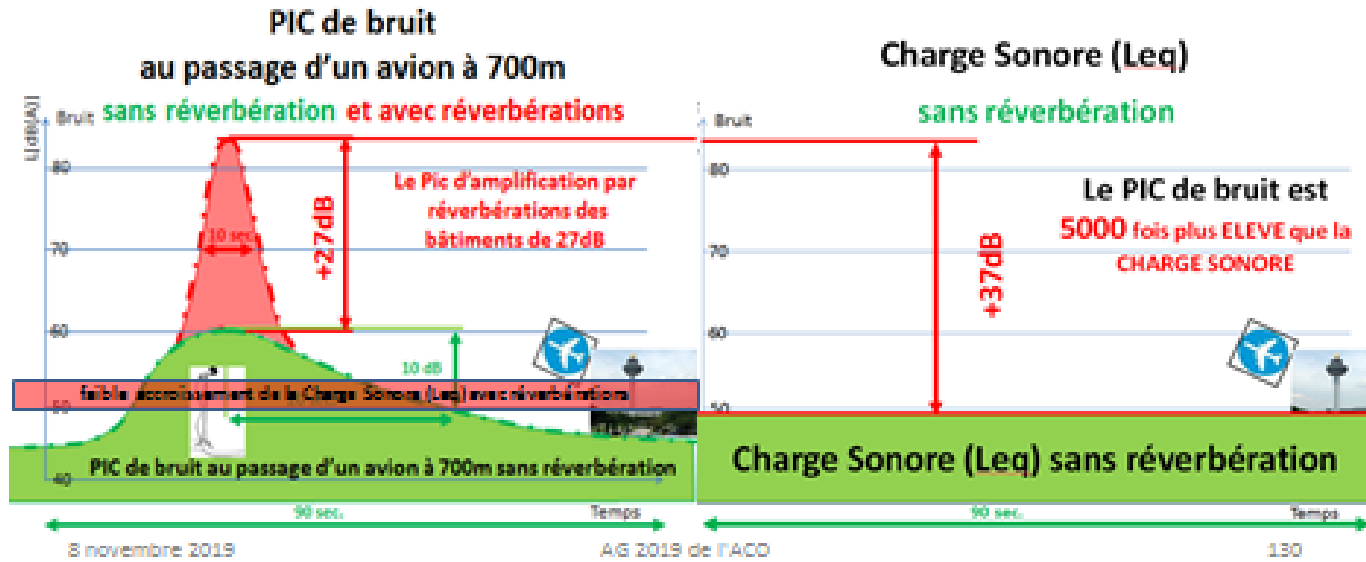 PIC de bruit
au passage d'un avion à 700m
sans réverbération et avec réverbérations
L[dB(A)]
Bruit
80
70
60
50
40
10 sec.
+27dB
Le Pic d'amplification par
réverbérations des
bâtiments de 27dB
10 dB
faible accroissement de la Charge Sonore (Leq) avec réverbérations
PIC de bruit au passage d'un avion à 700m sans réverbération
90 sec.
Temps
Charge Sonore (Leq)
sans réverbération
Bruit
80
70
60
50
+37dB
Le PIC de bruit est
5000 fois plus ELEVE que la
CHARGE SONORE
Charge Sonore (Leq) sans réverbération
90 sec.
Temps
8 novembre 2019
AG 2019 de l'ACO
130